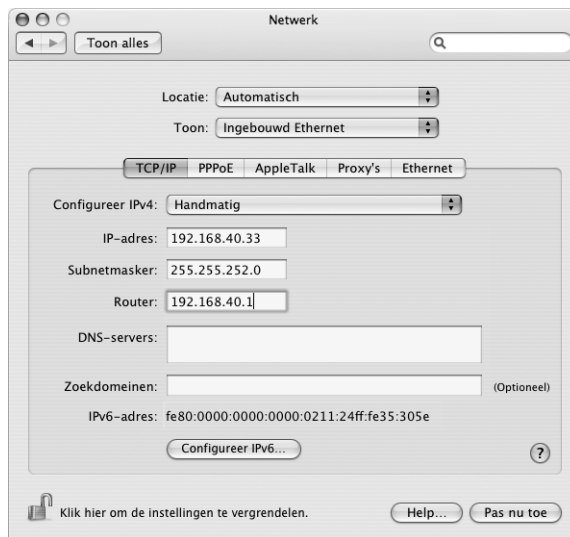 Netwerk
Toon alles
Locatie: Automatisch
Toon: Ingebouwd Ethernet
TCP/IP PPPoE AppleTalk Proxy's Ethernet
Configureer IPv4: Handmatig
IP-adres: 192.168.40.33
Subnetmasker: 255.255.252.0
Router: 192.168.40.1
DNS-servers:
Zoekdomeinen: (Optioneel)
IPv6-adres: fe80:0000:0000:0000:0211:24ff:fe35:305e
Configureer IPv6... ?
Klik hier om de instellingen te vergrendelen. Help... Pas nu toe